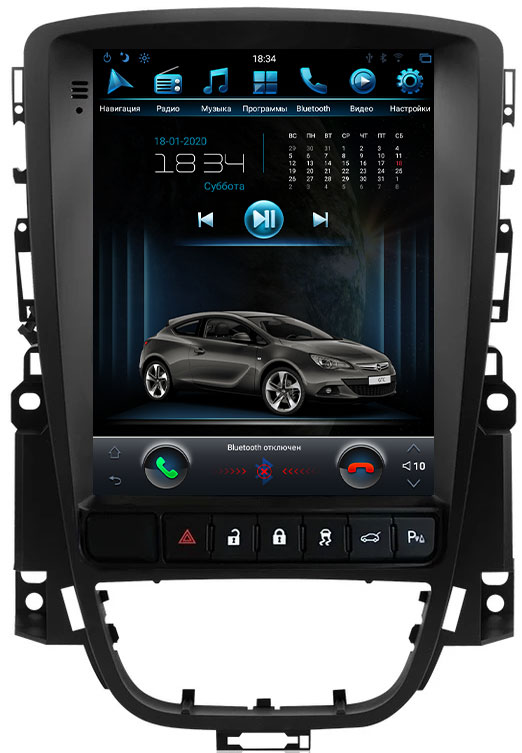 18:34
Навигация Радио Музыка Программы Bluetooth Видео Настройки
18-01-2020
18 34
Суббота
ВС ПН ВТ СР ЧТ ПТ СБ
29 30 31 1 2 3 4
5 6 7 8 9 10 11
12 13 14 15 16 17 18
19 20 21 22 23 24 25
26 27 28 29 30 31 1
2 3 4 5 6 7 8
GTC
Bluetooth отключен
10
P